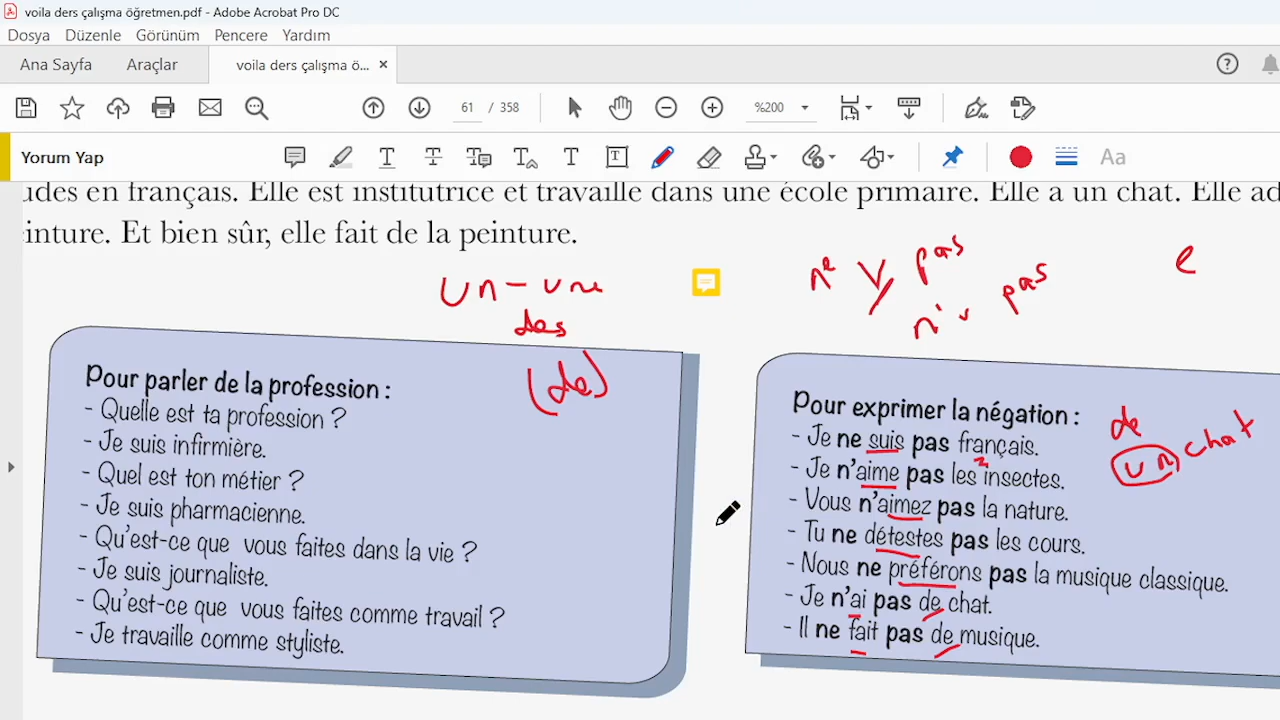 voila ders çalışma öğretmen.pdf - Adobe Acrobat Pro DC
Dosya Düzenle Görünüm Pencere Yardım
Ana Sayfa Araçlar voila ders çalışma ö... ×
61 / 358 %200
Yorum Yap
udes en français. Elle est institutrice et travaille dans une école primaire. Elle a un chat. Elle ad
einture. Et bien sûr, elle fait de la peinture.
un - une
des
(de)
ne V pas
n'v pas
e
Pour parler de la profession :
- Quelle est ta profession ?
- Je suis infirmière.
- Quel est ton métier ?
- Je suis pharmacienne.
- Qu'est-ce que vous faites dans la vie ?
- Je suis journaliste.
- Qu'est-ce que vous faites comme travail ?
- Je travaille comme styliste.
Pour exprimer la négation :
- Je ne suis pas français.
- Je n'aime pas les insectes.
- Vous n'aimez pas la nature.
- Tu ne détestes pas les cours.
- Nous ne préférons pas la musique classique.
- Je n'ai pas de chat.
- Il ne fait pas de musique.
de
un chat